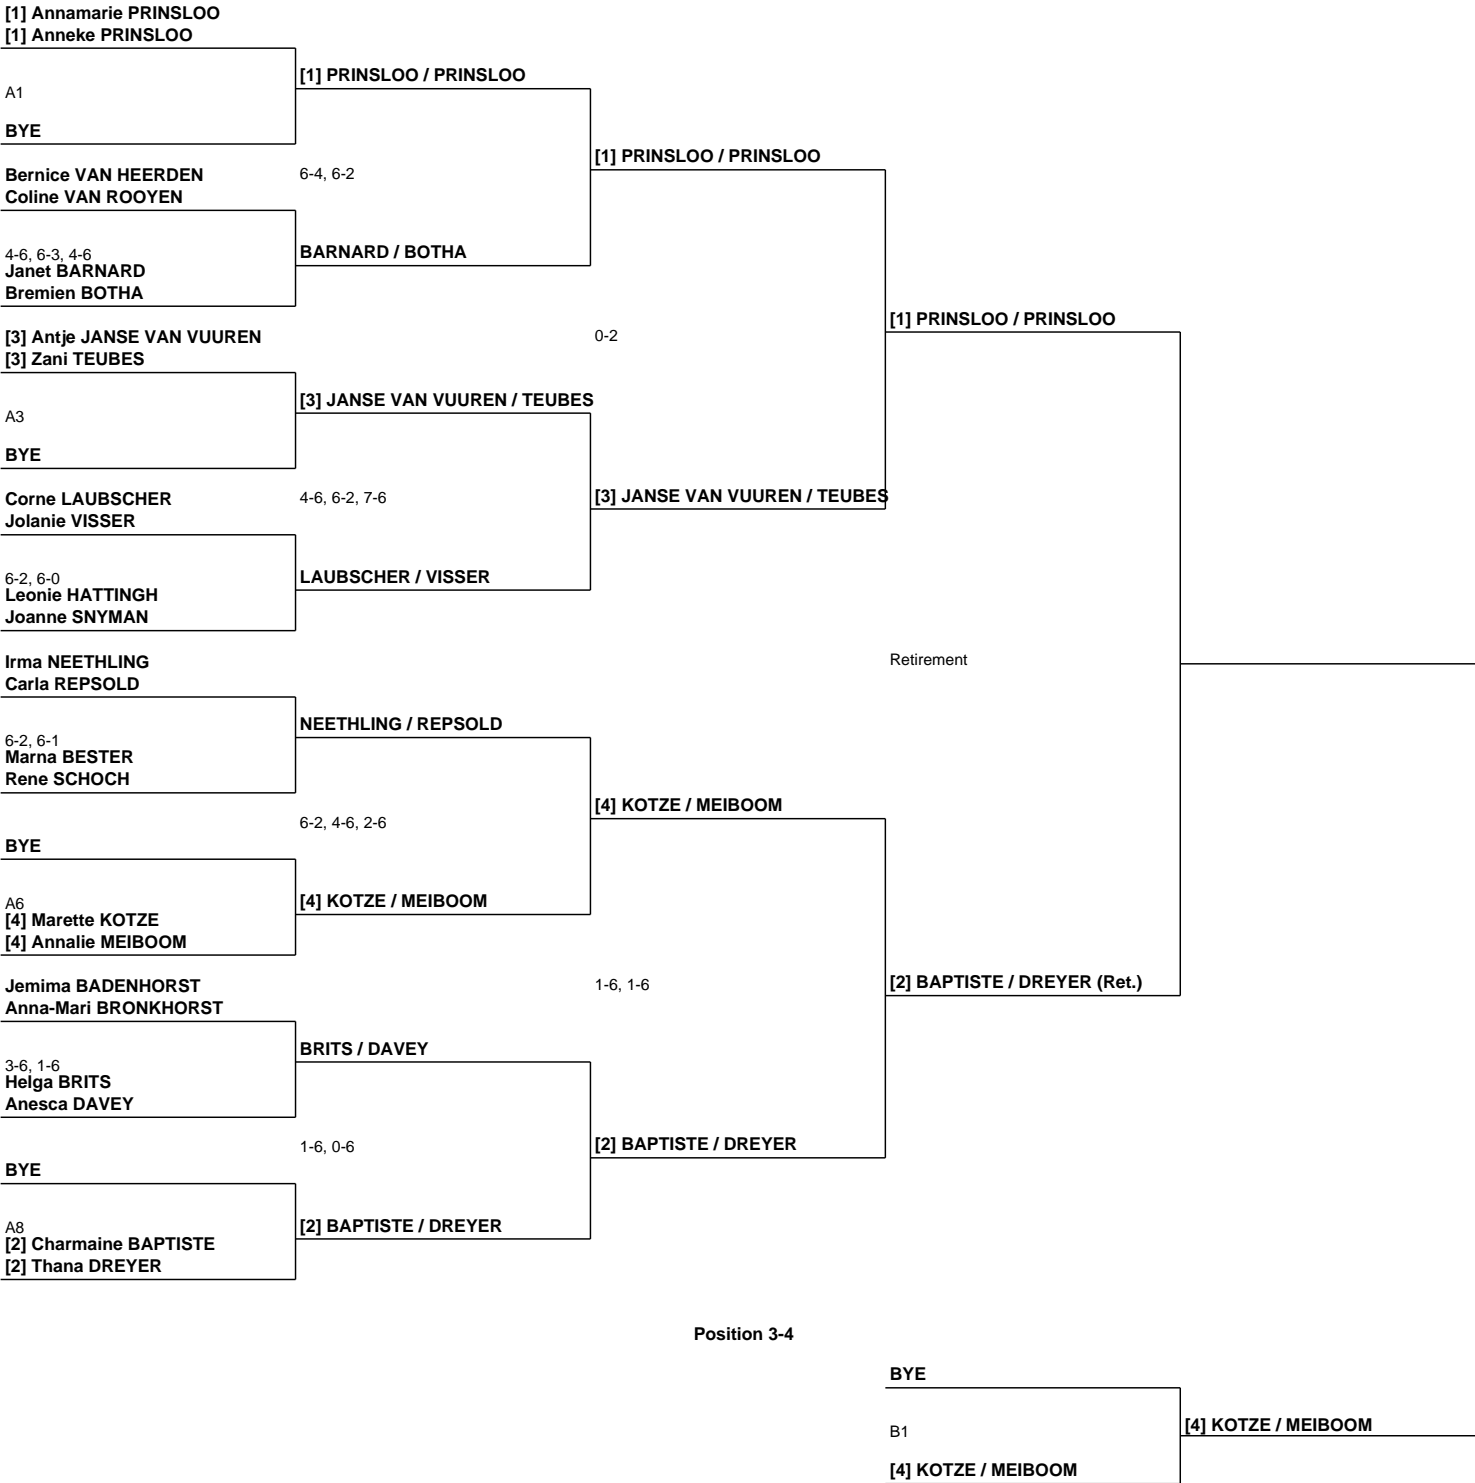 [1] Annamarie PRINSLOO
[1] Anneke PRINSLOO
[1] PRINSLOO / PRINSLOO
A1
BYE
[1] PRINSLOO / PRINSLOO
Bernice VAN HEERDEN
6-4, 6-2
Coline VAN ROOYEN
4-6, 6-3, 4-6
BARNARD / BOTHA
Janet BARNARD
Bremien BOTHA
[1] PRINSLOO / PRINSLOO
[3] Antje JANSE VAN VUUREN
0-2
[3] Zani TEUBES
[3] JANSE VAN VUUREN / TEUBES
A3
BYE
Corne LAUBSCHER
4-6, 6-2, 7-6
[3] JANSE VAN VUUREN / TEUBES
Jolanie VISSER
6-2, 6-0
LAUBSCHER / VISSER
Leonie HATTINGH
Joanne SNYMAN
Irma NEETHLING
Retirement
Carla REPSOLD
NEETHLING / REPSOLD
6-2, 6-1
Marna BESTER
Rene SCHOCH
[4] KOTZE / MEIBOOM
6-2, 4-6, 2-6
BYE
A6
[4] KOTZE / MEIBOOM
[4] Marette KOTZE
[4] Annalie MEIBOOM
Jemima BADENHORST
1-6, 1-6
[2] BAPTISTE / DREYER (Ret.)
Anna-Mari BRONKHORST
BRITS / DAVEY
3-6, 1-6
Helga BRITS
Anesca DAVEY
1-6, 0-6
[2] BAPTISTE / DREYER
BYE
A8
[2] BAPTISTE / DREYER
[2] Charmaine BAPTISTE
[2] Thana DREYER
Position 3-4
BYE
B1
[4] KOTZE / MEIBOOM
[4] KOTZE / MEIBOOM